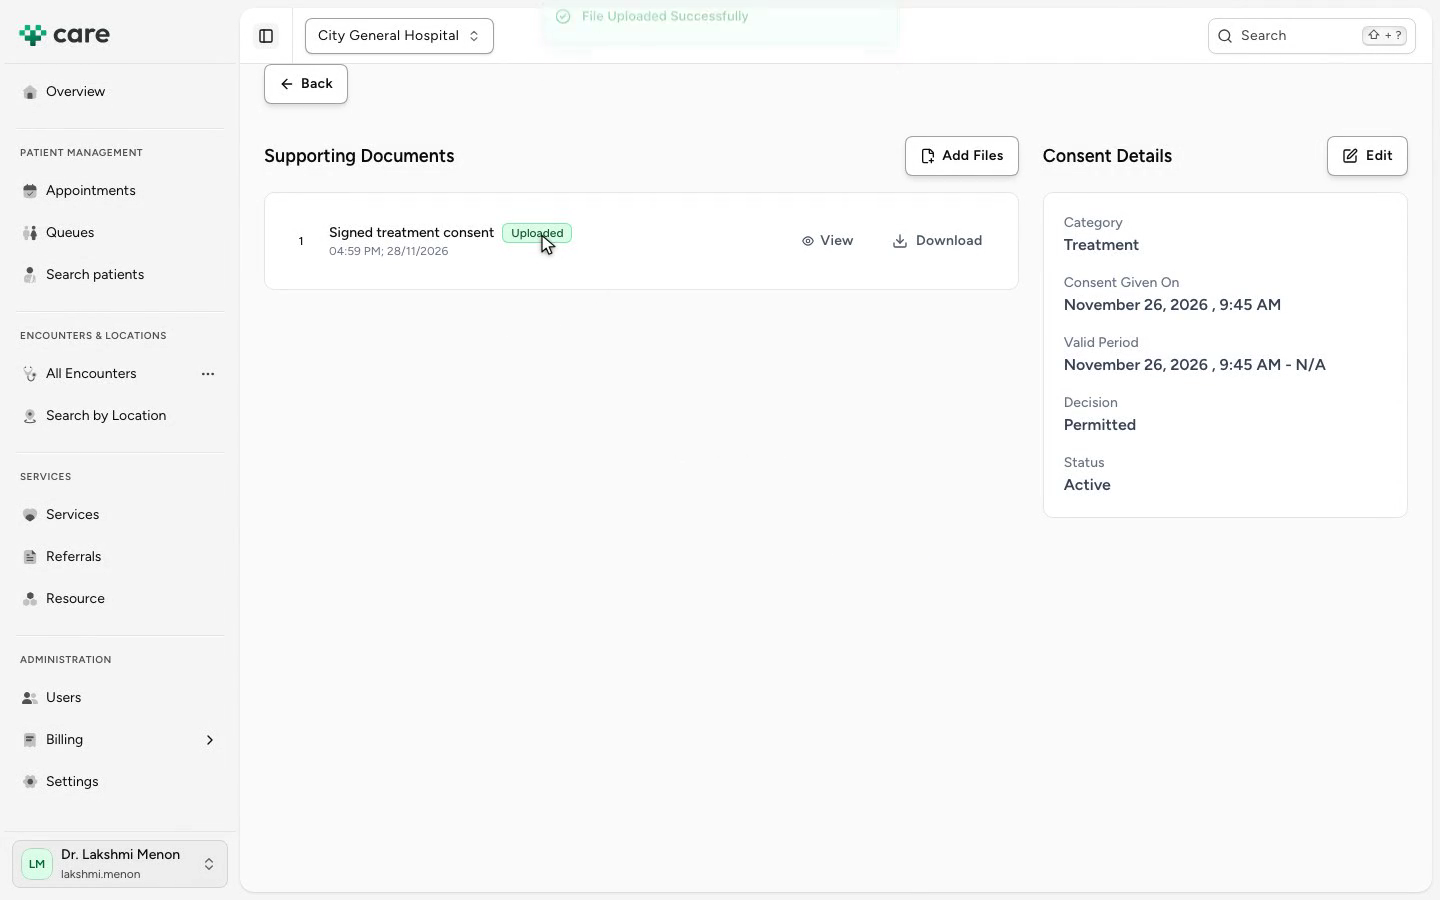 care
City General Hospital
File Uploaded Successfully
Search
⇧ + ?
Overview
PATIENT MANAGEMENT
Appointments
Queues
Search patients
ENCOUNTERS & LOCATIONS
All Encounters
Search by Location
SERVICES
Services
Referrals
Resource
ADMINISTRATION
Users
Billing
Settings
LM
Dr. Lakshmi Menon
lakshmi.menon
Back
Supporting Documents
Add Files
1
Signed treatment consent
Uploaded
04:59 PM; 28/11/2026
View
Download
Consent Details
Edit
Category
Treatment
Consent Given On
November 26, 2026 , 9:45 AM
Valid Period
November 26, 2026 , 9:45 AM - N/A
Decision
Permitted
Status
Active